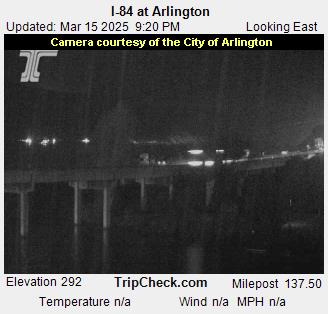 I-84 at Arlington
Updated: Mar 15 2025 9:20 PM Looking East
Camera courtesy of the City of Arlington
Elevation 292 TripCheck.com Milepost 137.50
Temperature n/a Wind n/a MPH n/a